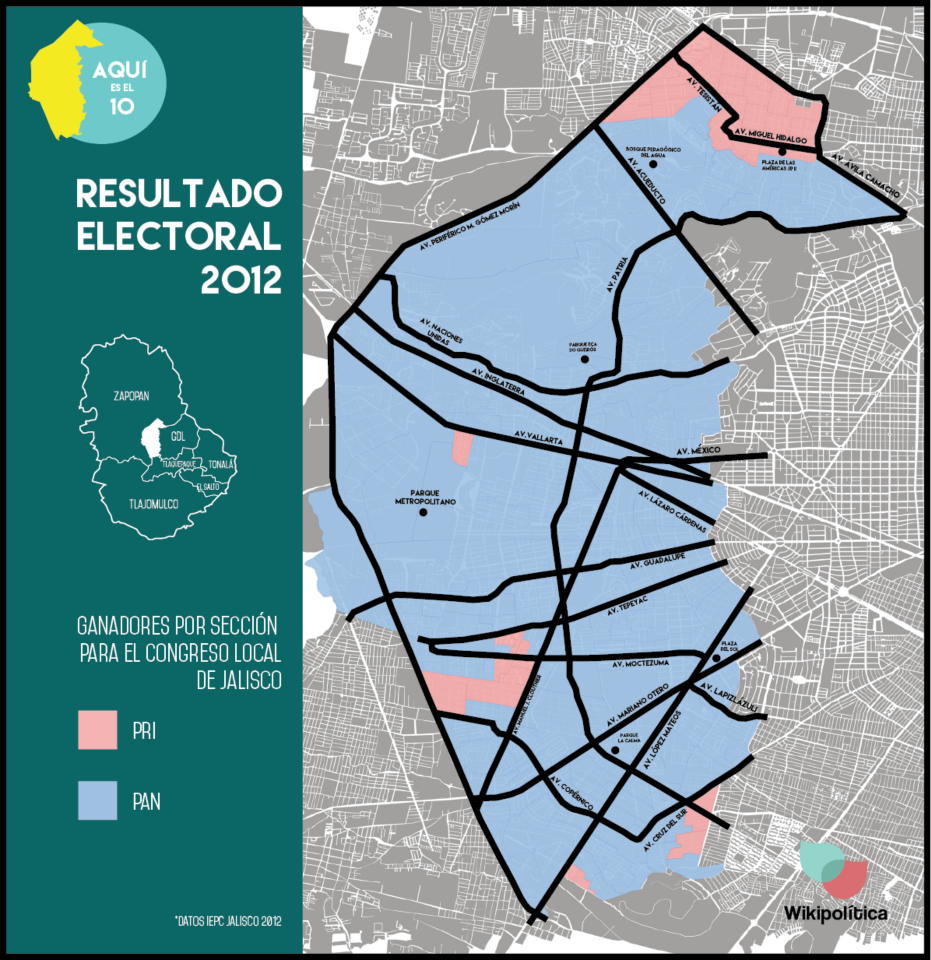 AQUÍ
ES EL
10
RESULTADO
ELECTORAL
2012
ZAPOPAN
GDL
TLAQUEPAQUE
TONALÁ
EL SALTO
TLAJOMULCO
GANADORES POR SECCIÓN
PARA EL CONGRESO LOCAL
DE JALISCO
PRI
PAN
*DATOS IEPC JALISCO 2012
AV. TESISTÁN
AV. MIGUEL HIDALGO
PLAZA DE LAS
AMÉRICAS JP II
AV. AVILA CAMACHO
BOSQUE PEDAGÓGICO
DEL AGUA
AV. ACUEDUCTO
AV. PERIFÉRICO M. GÓMEZ MORÍN
AV. PATRIA
AV. NACIONES
UNIDAS
PARQUE EÇA
DO QUEIRÓS
AV. INGLATERRA
AV. VALLARTA
AV. MÉXICO
PARQUE
METROPOLITANO
AV. LÁZARO CÁRDENAS
AV. GUADALUPE
AV. TEPEYAC
PLAZA
DEL SOL
AV. MOCTEZUMA
AV. MANUEL J. CLOUTHIER
AV. MARIANO OTERO
AV. LAPIZLÁZULI
AV. LÓPEZ MATEOS
PARQUE
LA CALMA
AV. COPÉRNICO
AV. CRUZ DEL SUR
Wikipolítica